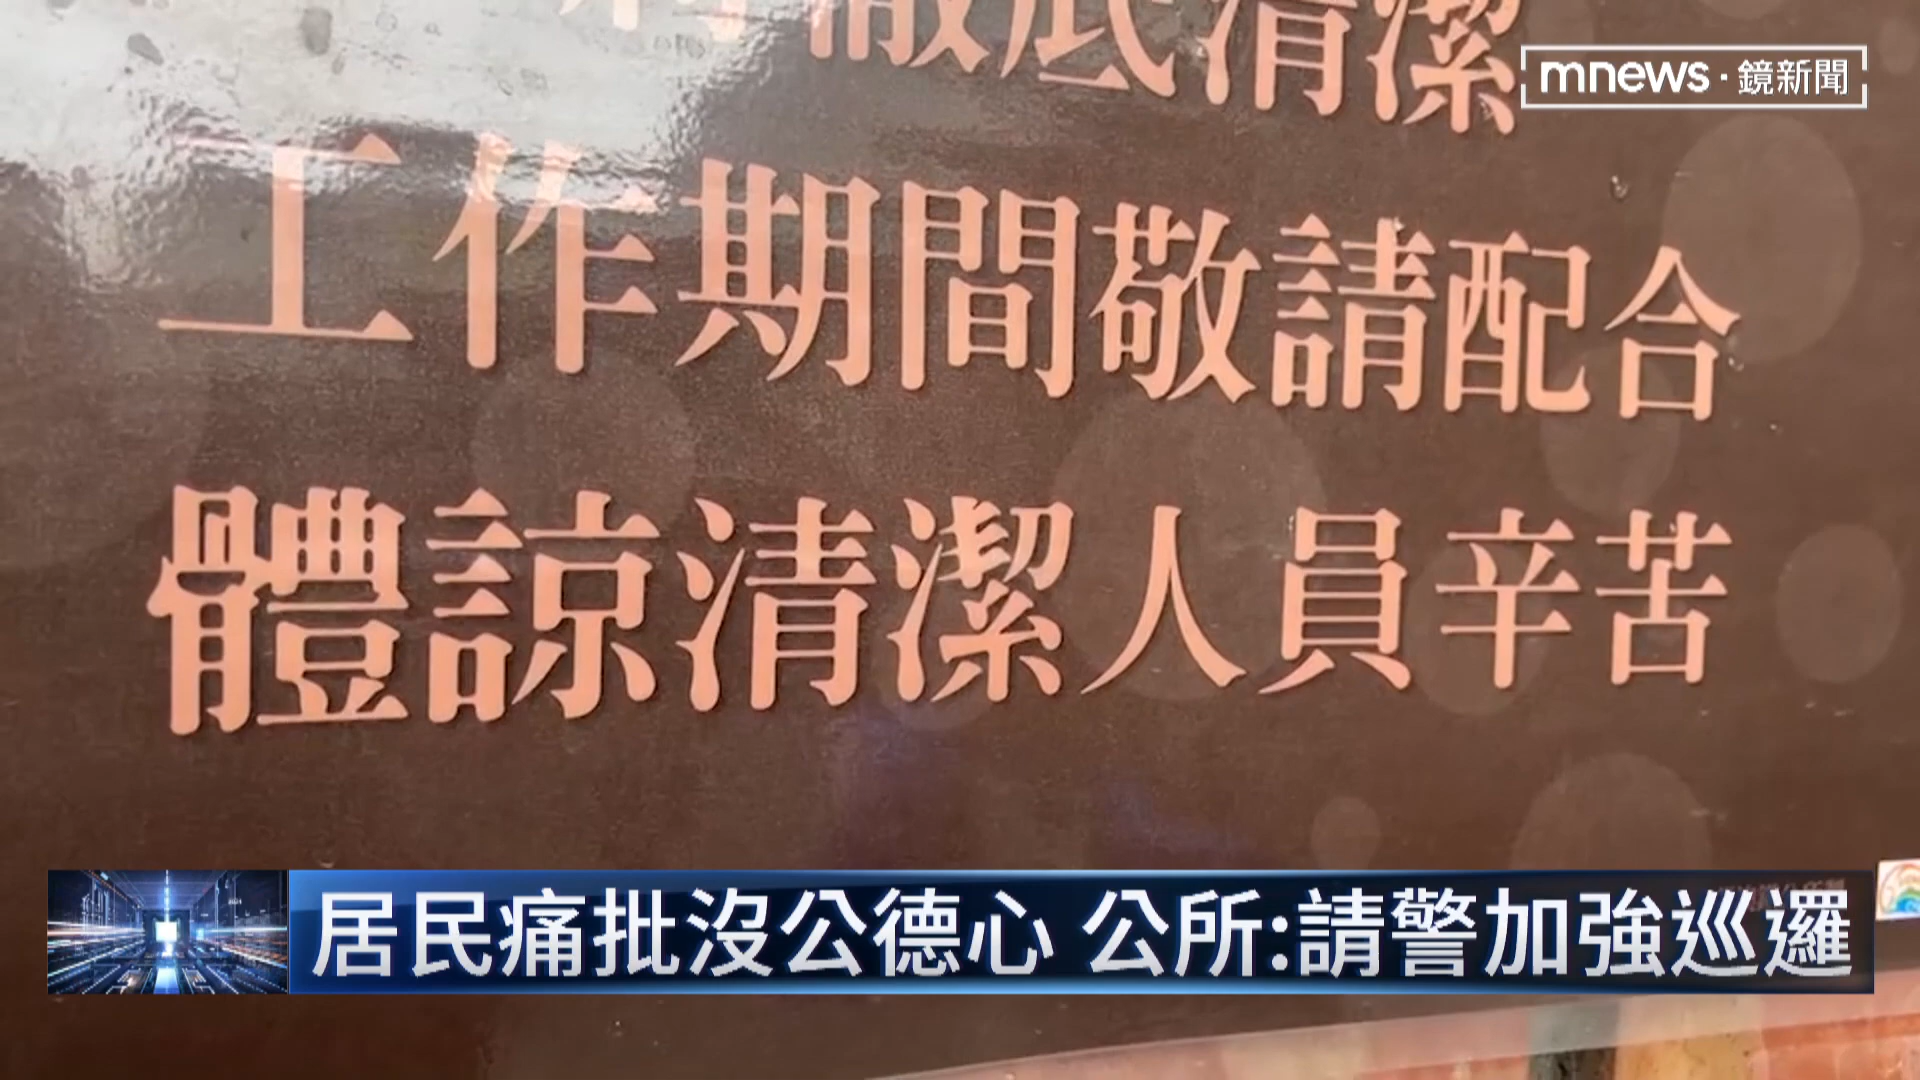 徹底清潔
mnews·鏡新聞
工作期間敬請配合
體諒清潔人員辛苦
居民痛批沒公德心 公所:請警加強巡邏